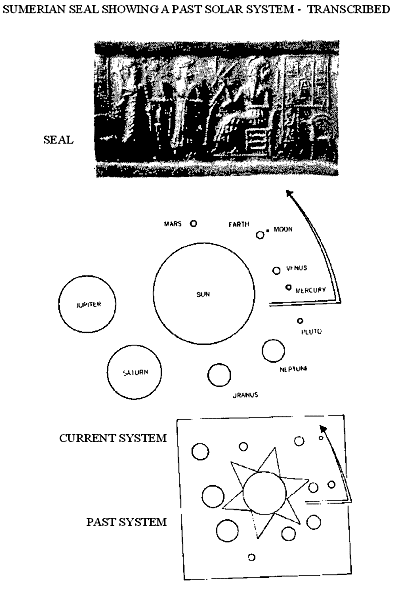 SUMERIAN SEAL SHOWING A PAST SOLAR SYSTEM - TRANSCRIBED
SEAL
MARS
EARTH
MOON
VENUS
MERCURY
SUN
JUPITER
PLUTO
NEPTUNE
SATURN
URANUS
CURRENT SYSTEM
PAST SYSTEM